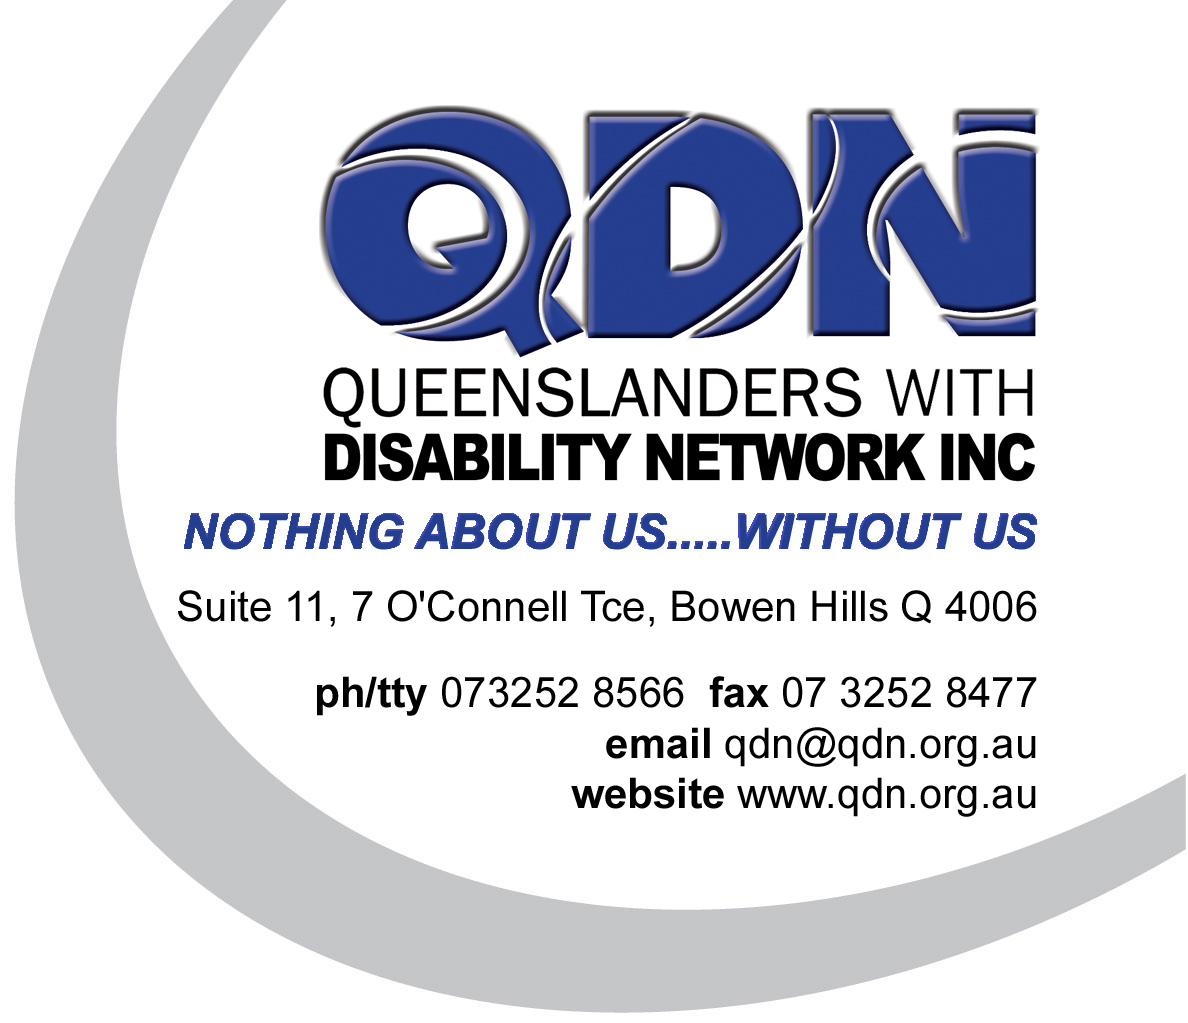 QDN
QUEENSLANDERS WITH
DISABILITY NETWORK INC
NOTHING ABOUT US.....WITHOUT US
Suite 11, 7 O'Connell Tce, Bowen Hills Q 4006
ph/tty 073252 8566  fax 07 3252 8477
email qdn@qdn.org.au
website www.qdn.org.au